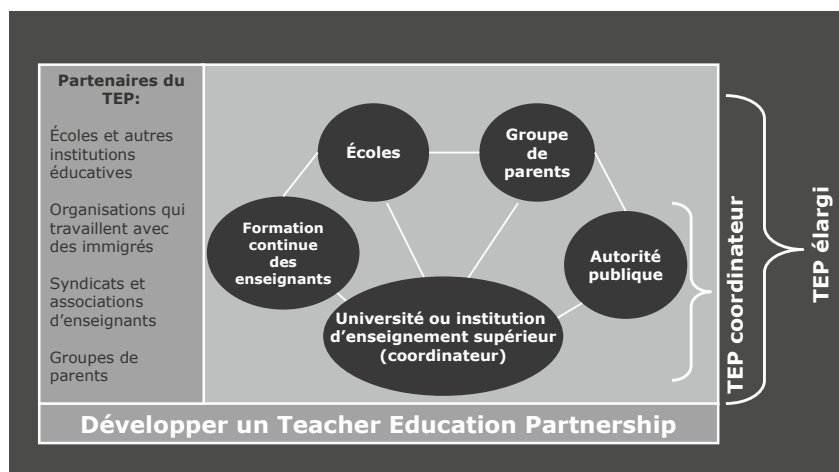 Partenaires du
TEP:
Écoles et autres
institutions
éducatives
Organisations qui
travaillent avec
des immigrés
Syndicats et
associations
d'enseignants
Groupes de
parents
Écoles
Groupe
de
parents
Formation
continue
des
enseignants
Autorité
publique
Université ou institution
d'enseignement supérieur
(coordinateur)
TEP coordinateur
TEP élargi
Développer un Teacher Education Partnership